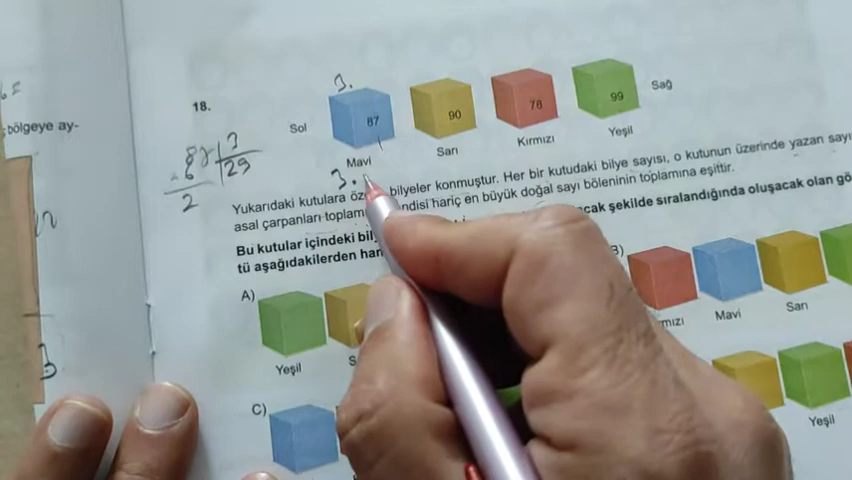 18.
3.
Sol
87
90
78
99
Sağ
Mavi
Sarı
Kırmızı
Yeşil
bölgeye ay-
3
29
2
3.
Yukarıdaki kutulara öz bilyeler konmuştur. Her bir kutudaki bilye sayısı, o kutunun üzerinde yazan sayı
asal çarpanları toplam ndisi hariç en büyük doğal sayı böleninin toplamına eşittir.
Bu kutular içindeki bil acak şekilde sıralandığında oluşacak olan gö
tü aşağıdakilerden han
A)
Yeşil
S
B)
mızı
Mavi
Sarı
C)
Yeşil